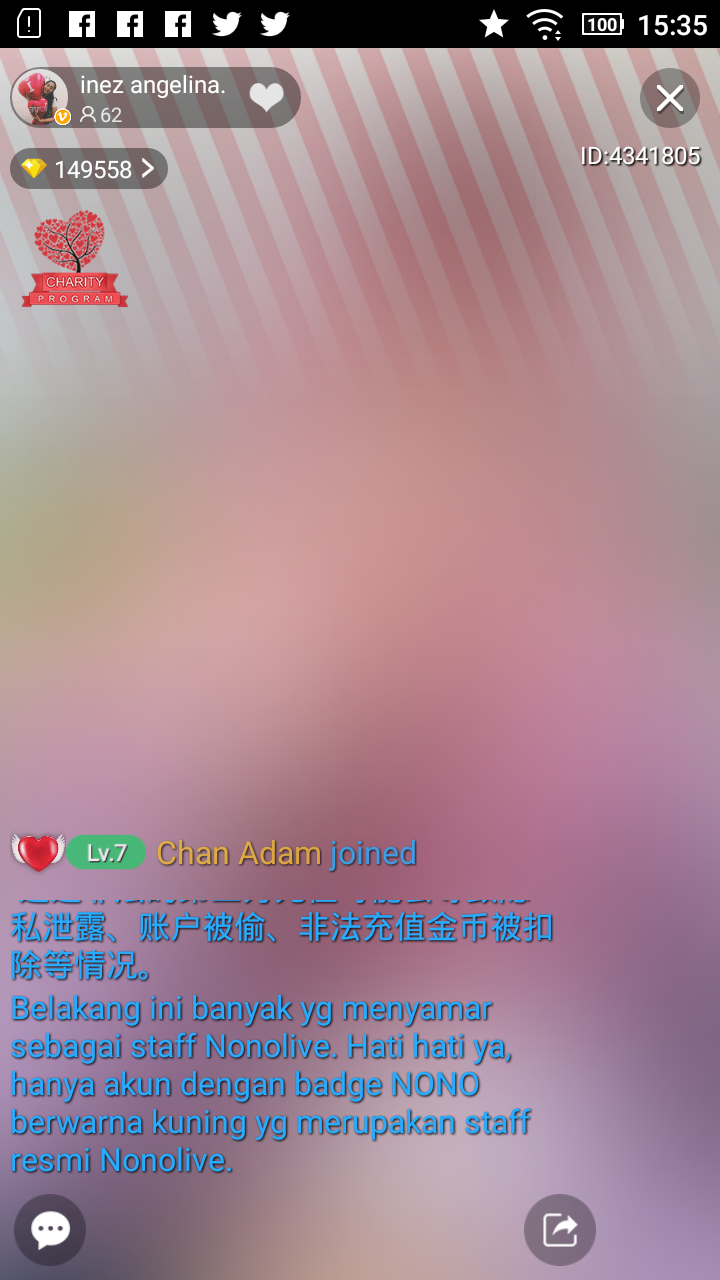 100 15:35
inez angelina.
62
149558
ID:4341805
CHARITY
PROGRAM
Lv.7 Chan Adam joined
私泄露、账户被偷、非法充值金币被扣
除等情况。
Belakang ini banyak yg menyamar
sebagai staff Nonolive. Hati hati ya,
hanya akun dengan badge NONO
berwarna kuning yg merupakan staff
resmi Nonolive.